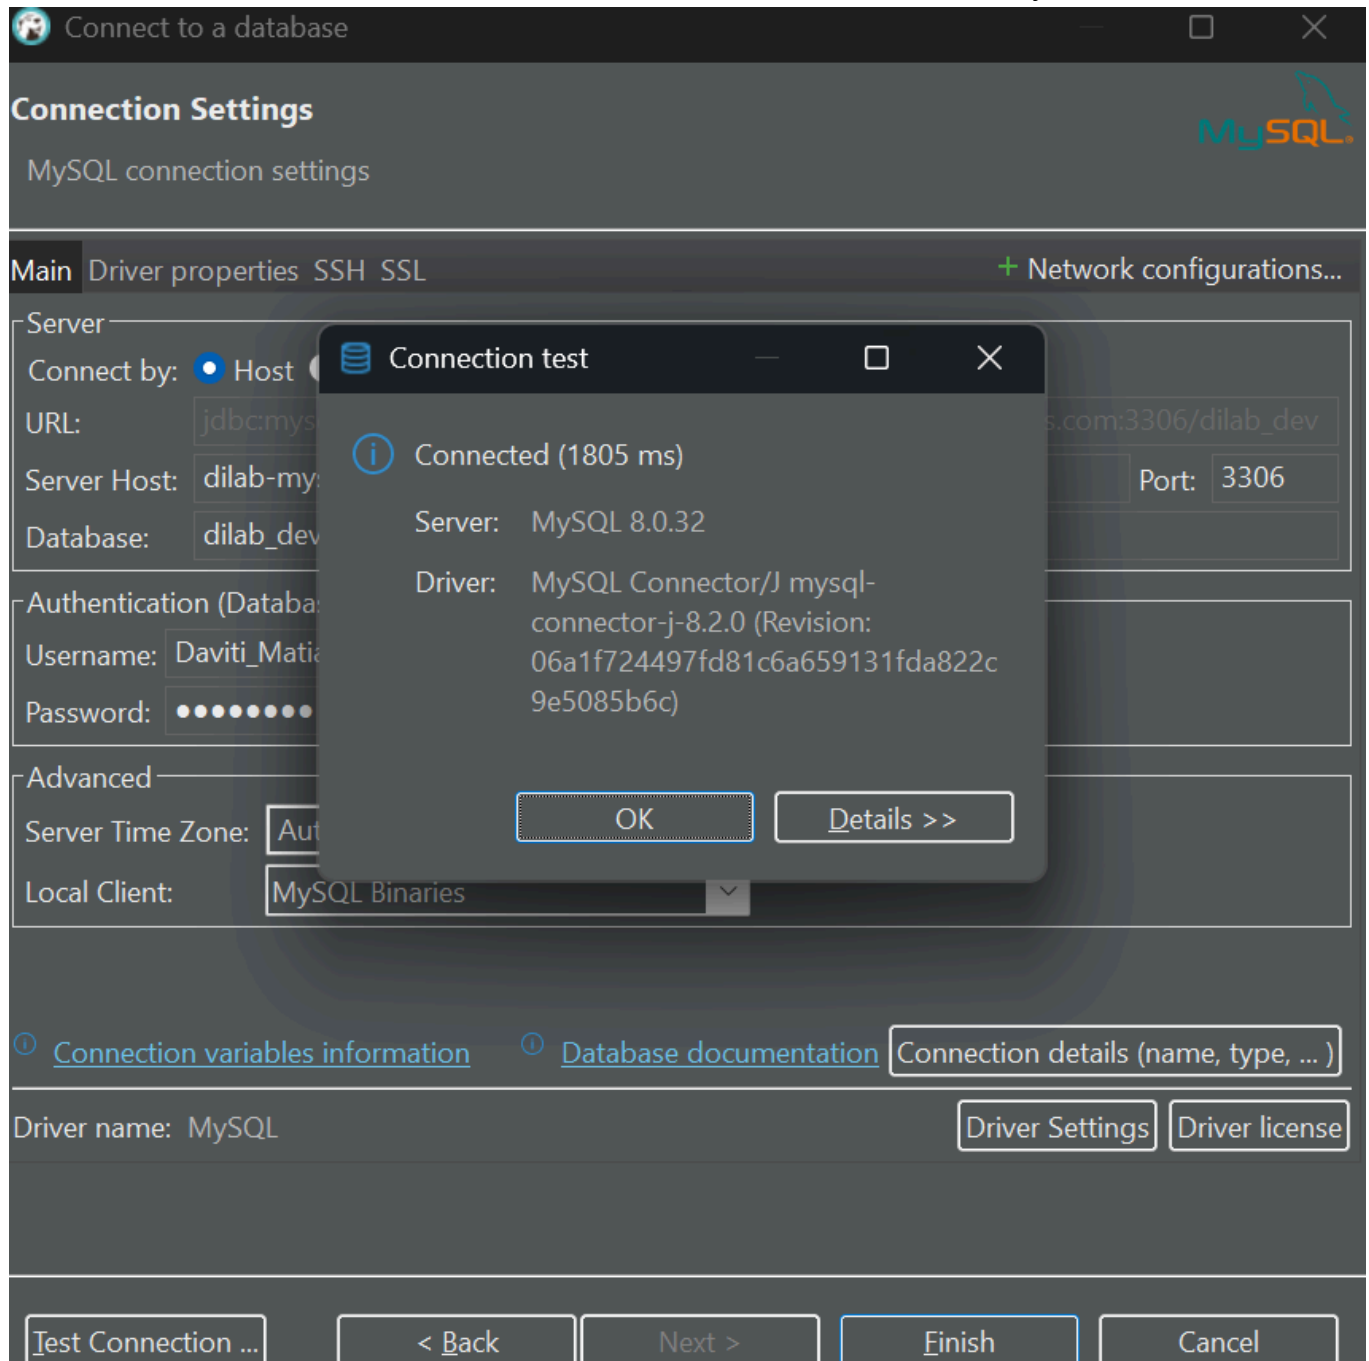 Connect to a database
Connection Settings
MySQL connection settings
MySQL
Main Driver properties SSH SSL + Network configurations...
Server
Connect by: Host
URL: jdbc:mys s.com:3306/dilab_dev
Server Host: dilab-mys Port: 3306
Database: dilab_dev
Authentication (Databa
Username: Daviti_Matia
Password: •••••••••
Advanced
Server Time Zone: Aut
Local Client: MySQL Binaries
Connection test
Connected (1805 ms)
Server: MySQL 8.0.32
Driver: MySQL Connector/J mysql-
connector-j-8.2.0 (Revision:
06a1f724497fd81c6a659131fda822c
9e5085b6c)
OK Details >>
Connection variables information Database documentation Connection details (name, type, ... )
Driver name: MySQL Driver Settings Driver license
Test Connection ... < Back Next > Finish Cancel